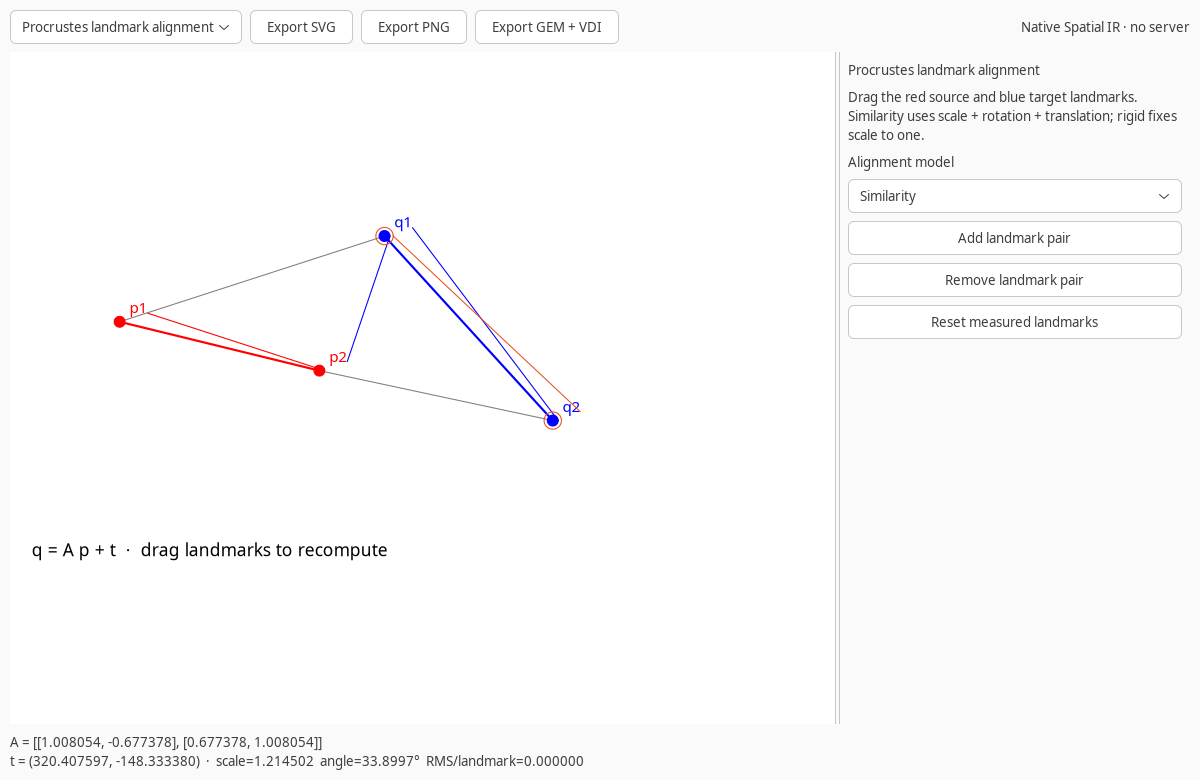 Procrustes landmark alignment
Export SVG
Export PNG
Export GEM + VDI
Native Spatial IR · no server
Procrustes landmark alignment
Drag the red source and blue target landmarks.
Similarity uses scale + rotation + translation; rigid fixes
scale to one.
Alignment model
Similarity
Add landmark pair
Remove landmark pair
Reset measured landmarks
q1
p1
p2
q2
q = A p + t · drag landmarks to recompute
A = [[1.008054, -0.677378], [0.677378, 1.008054]]
t = (320.407597, -148.333380) · scale=1.214502 angle=33.8997° RMS/landmark=0.000000